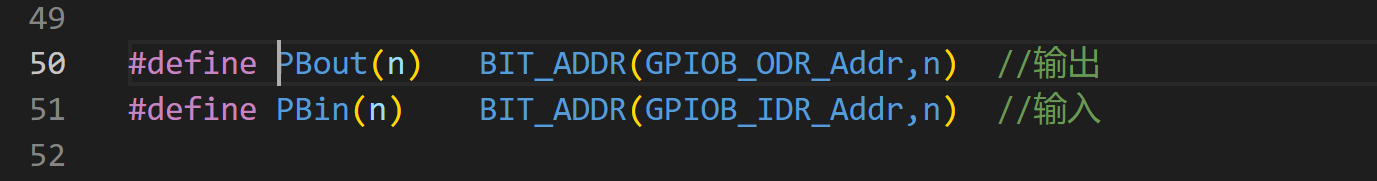 49
50 #define PBout(n) BIT_ADDR(GPIOB_ODR_Addr,n) //输出
51 #define PBin(n) BIT_ADDR(GPIOB_IDR_Addr,n) //输入
52